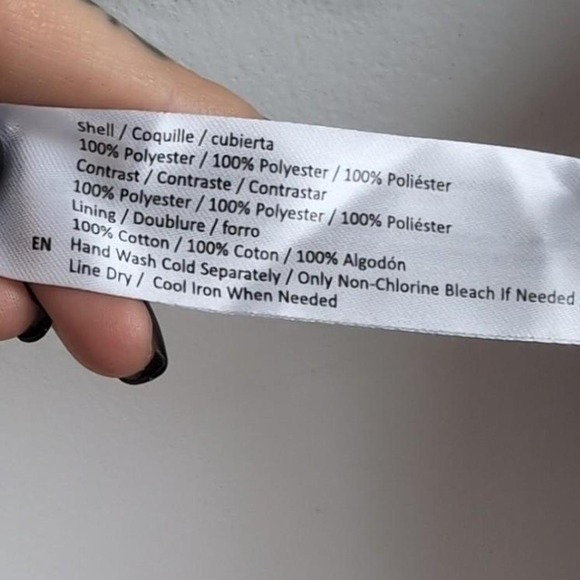 Shell / Coquille / cubierta
100% Polyester / 100% Polyester / 100% Poliéster
Contrast / Contraste / Contrastar
100% Polyester / 100% Polyester / 100% Poliéster
Lining / Doublure / forro
100% Cotton / 100% Coton / 100% Algodón
EN Hand Wash Cold Separately / Only Non-Chlorine Bleach If Needed
Line Dry / Cool Iron When Needed